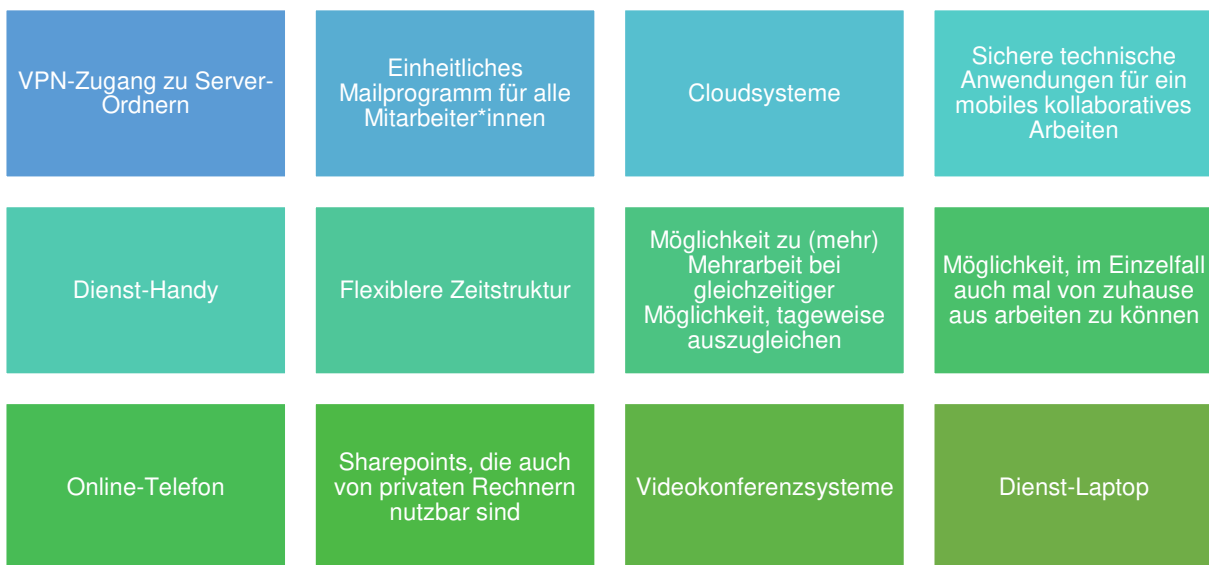 VPN-Zugang zu Server-
Ordnern
Einheitliches
Mailprogramm für alle
Mitarbeiter*innen
Cloudsysteme
Sichere technische
Anwendungen für ein
mobiles kollaboratives
Arbeiten
Dienst-Handy
Flexiblere Zeitstruktur
Möglichkeit zu (mehr)
Mehrarbeit bei
gleichzeitiger
Möglichkeit, tageweise
auszugleichen
Möglichkeit, im Einzelfall
auch mal von zuhause
aus arbeiten zu können
Online-Telefon
Sharepoints, die auch
von privaten Rechnern
nutzbar sind
Videokonferenzsysteme
Dienst-Laptop